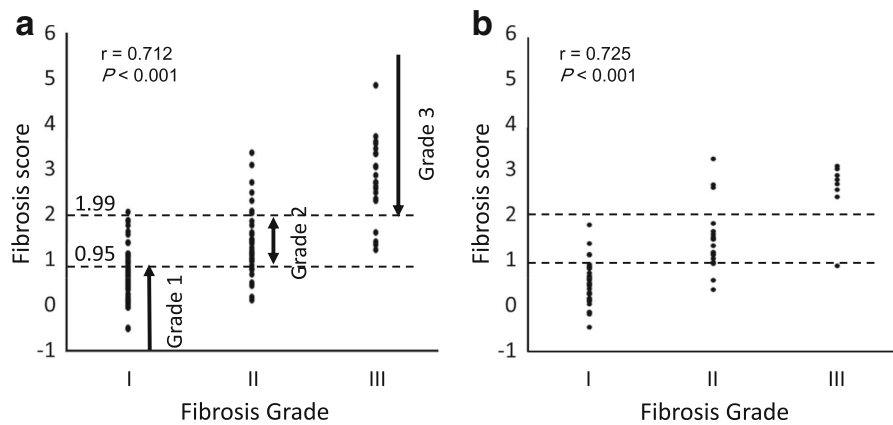 a
r = 0.712
P < 0.001
Fibrosis score
6
5
4
3
2
1
0
-1
1.99
0.95
Grade 1
Grade 2
Grade 3
I II III
Fibrosis Grade
b
r = 0.725
P < 0.001
Fibrosis score
6
5
4
3
2
1
0
-1
I II III
Fibrosis Grade